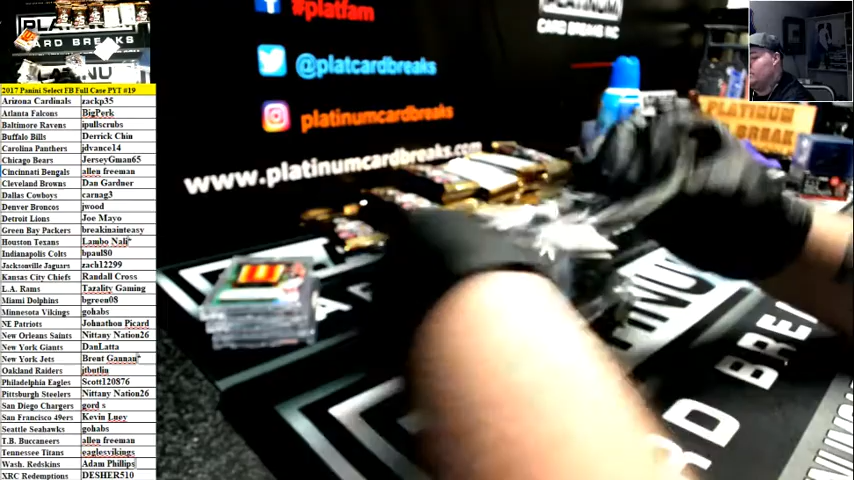 #platfam
@platcardbreaks
platinumcardbreaks
www.platinumcardbreaks.com
CARD BREAKS NC
PLATINUM
BREAK
CARD BREAKS
2017 Panini Select FB Full Case PYT #19
Arizona Cardinals zackp35
Atlanta Falcons BigPerk
Baltimore Ravens ipullscrubs
Buffalo Bills Derrick Chin
Carolina Panthers jdvance14
Chicago Bears JerseyGman65
Cincinnati Bengals allen freeman
Cleveland Browns Dan Gardner
Dallas Cowboys carnag3
Denver Broncos jwood
Detroit Lions Joe Mayo
Green Bay Packers breakinainteasy
Houston Texans Lambo Nali*
Indianapolis Colts bpaul80
Jacksonville Jaguars zach12299
Kansas City Chiefs Randall Cross
L.A. Rams Tarality Gaming
Miami Dolphins bgreen08
Minnesota Vikings gohabs
NE Patriots Johnathon Picard
New Orleans Saints Nittany Nation26
New York Giants DanLatta
New York Jets Brent Gannan*
Oakland Raiders jtbutlin
Philadelphia Eagles Scott120876
Pittsburgh Steelers Nittany Nation26
San Diego Chargers gord s
San Francisco 49ers Kevin Luey
Seattle Seahawks gohabs
T.B. Buccaneers allen freeman
Tennessee Titans eaglesvikings
Wash. Redskins Adam Phillips
XRC Redemptions DESHER510